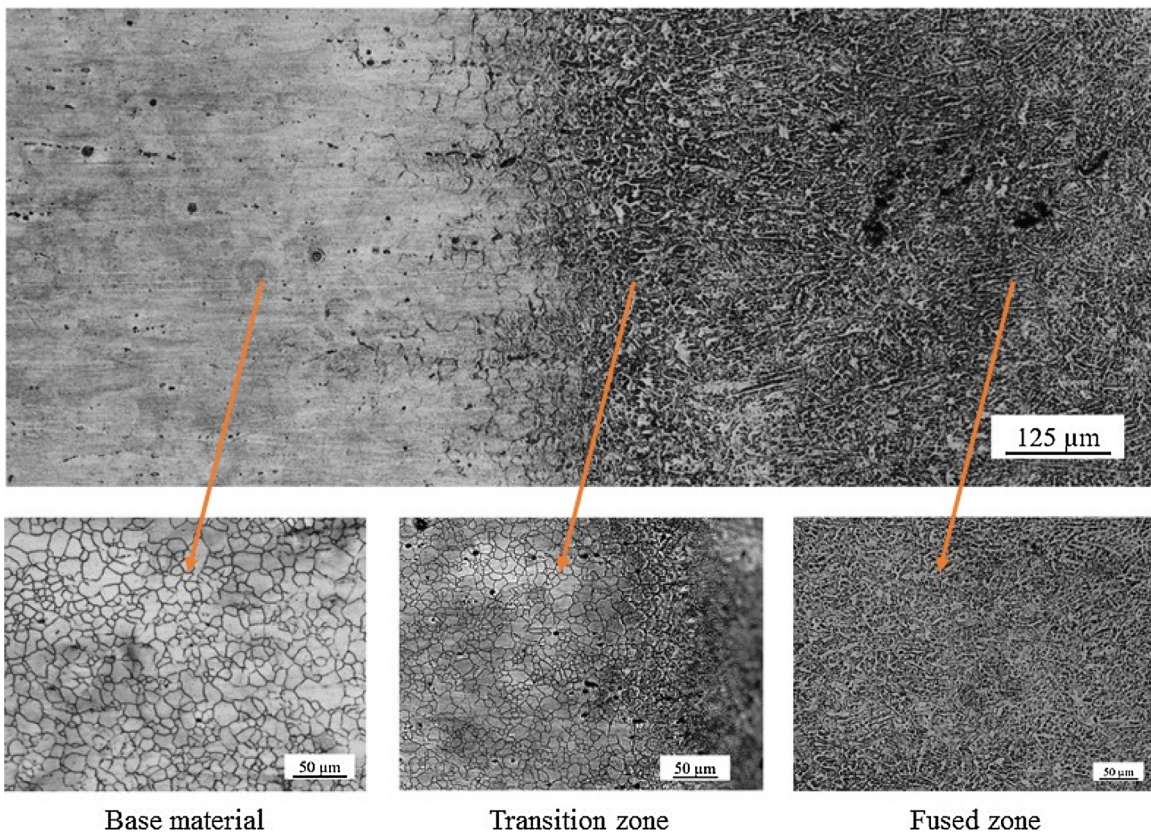 125 μm
50 μm
50 μm
50 μm
Base material
Transition zone
Fused zone